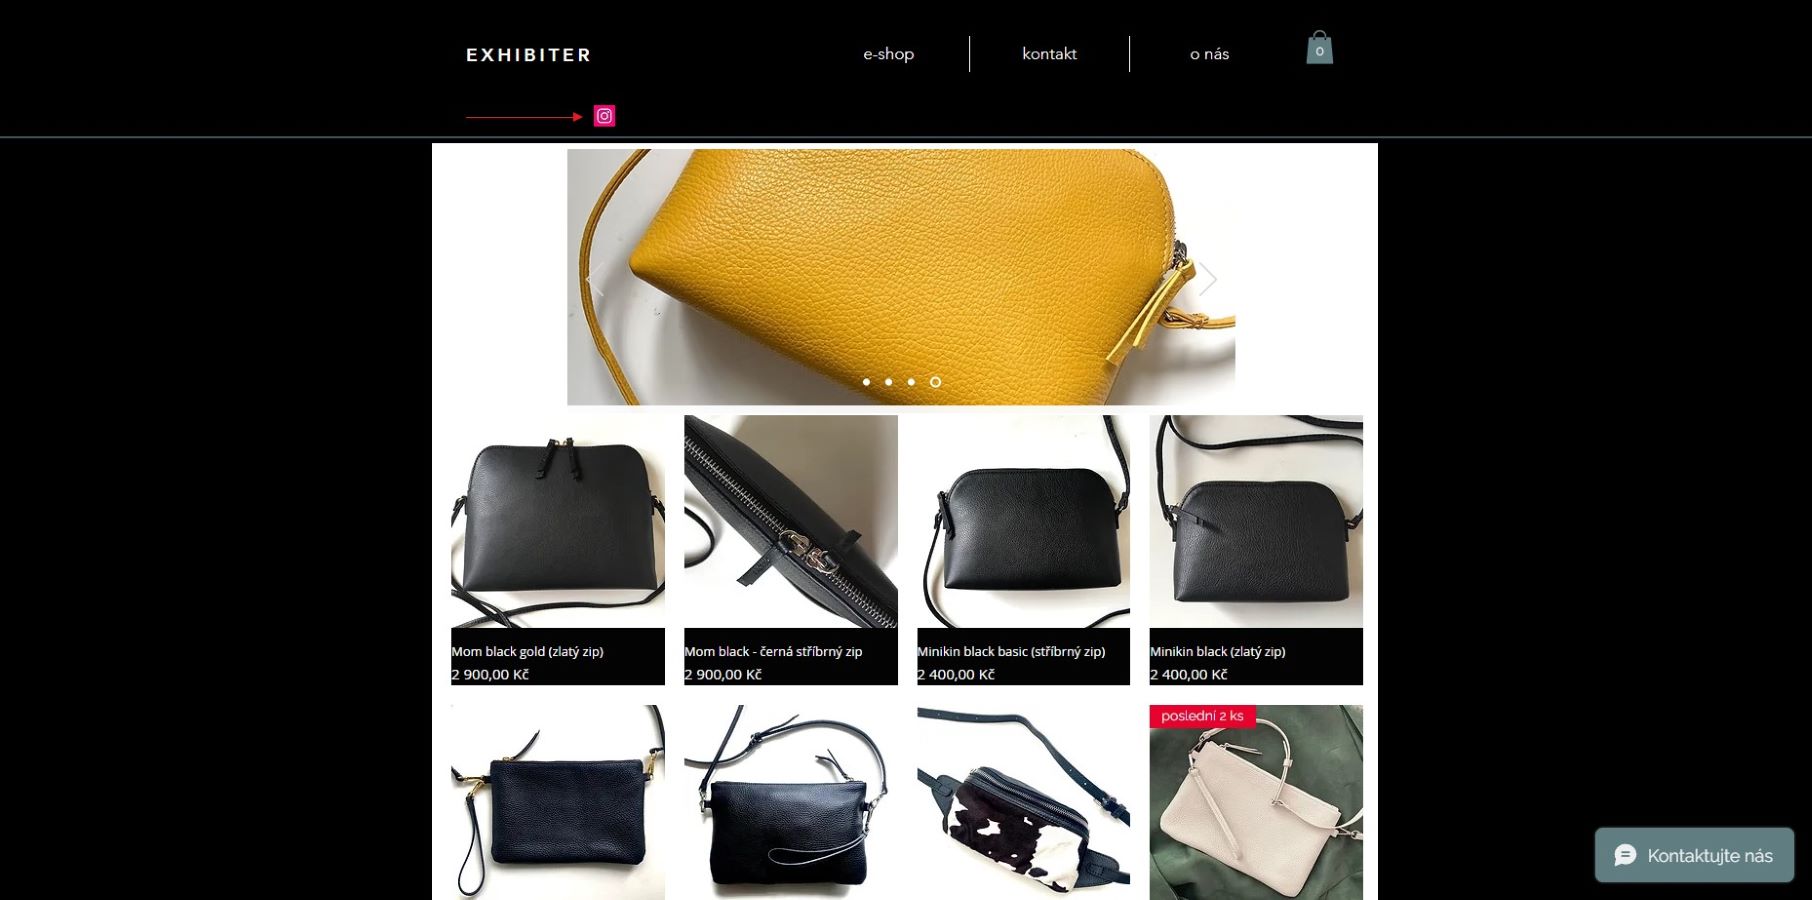 EXHIBITER
e-shop
kontakt
o nás
0
Mom black gold (zlatý zip)
2 900,00 Kč
Mom black - černá stříbrný zip
2 900,00 Kč
Minikin black basic (stříbrný zip)
2 400,00 Kč
Minikin black (zlatý zip)
2 400,00 Kč
poslední 2 ks
Kontaktujte nás